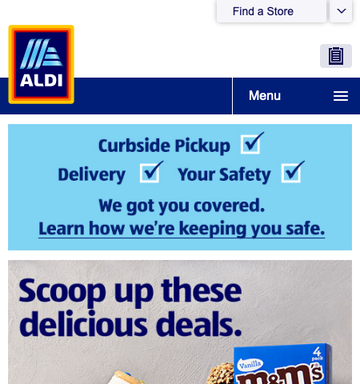 Find a Store
ALDI
Menu
Curbside Pickup
Delivery Your Safety
We got you covered.
Learn how we're keeping you safe.
Scoop up these
delicious deals.
Vanilla
4
pack
m&m's